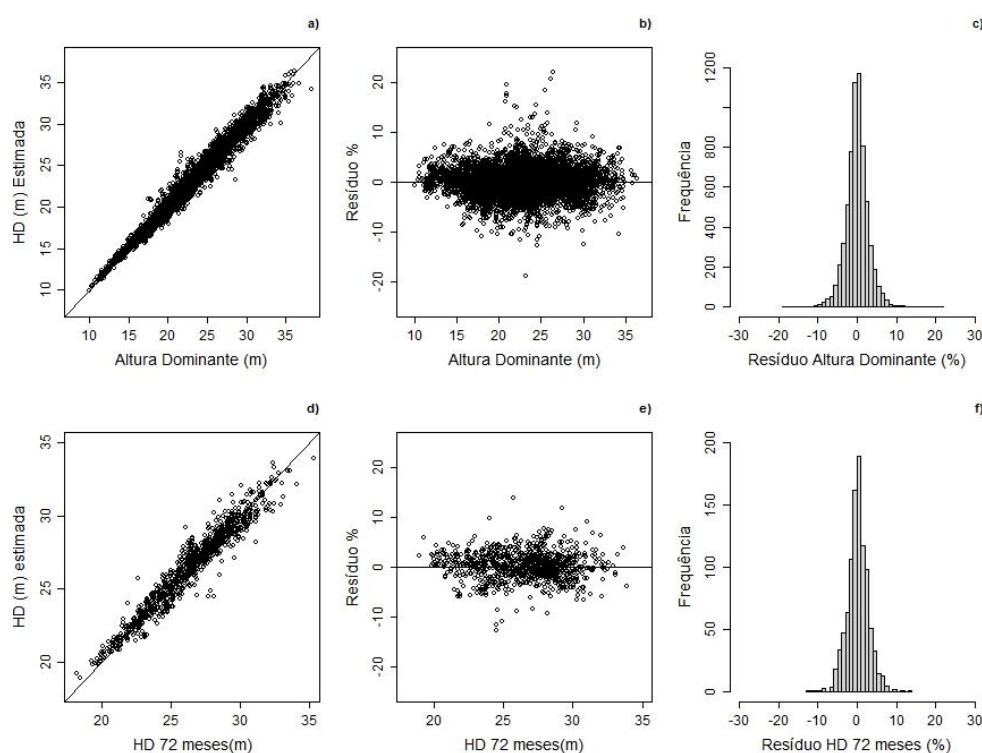 a)
HD (m) Estimada
35
30
25
20
15
10
10 15 20 25 30 35
Altura Dominante (m)
b)
Resíduo %
20
10
0
-10
-20
10 15 20 25 30 35
Altura Dominante (m)
c)
Frequência
1200
800
600
400
200
0
-30 -20 -10 0 10 20 30
Resíduo Altura Dominante (%)
d)
HD (m) estimada
35
30
25
20
20 25 30 35
HD 72 meses(m)
e)
Resíduo %
20
10
0
-10
-20
20 25 30 35
HD 72 meses(m)
f)
Frequência
200
150
100
50
0
-30 -20 -10 0 10 20 30
Resíduo HD 72 meses (%)